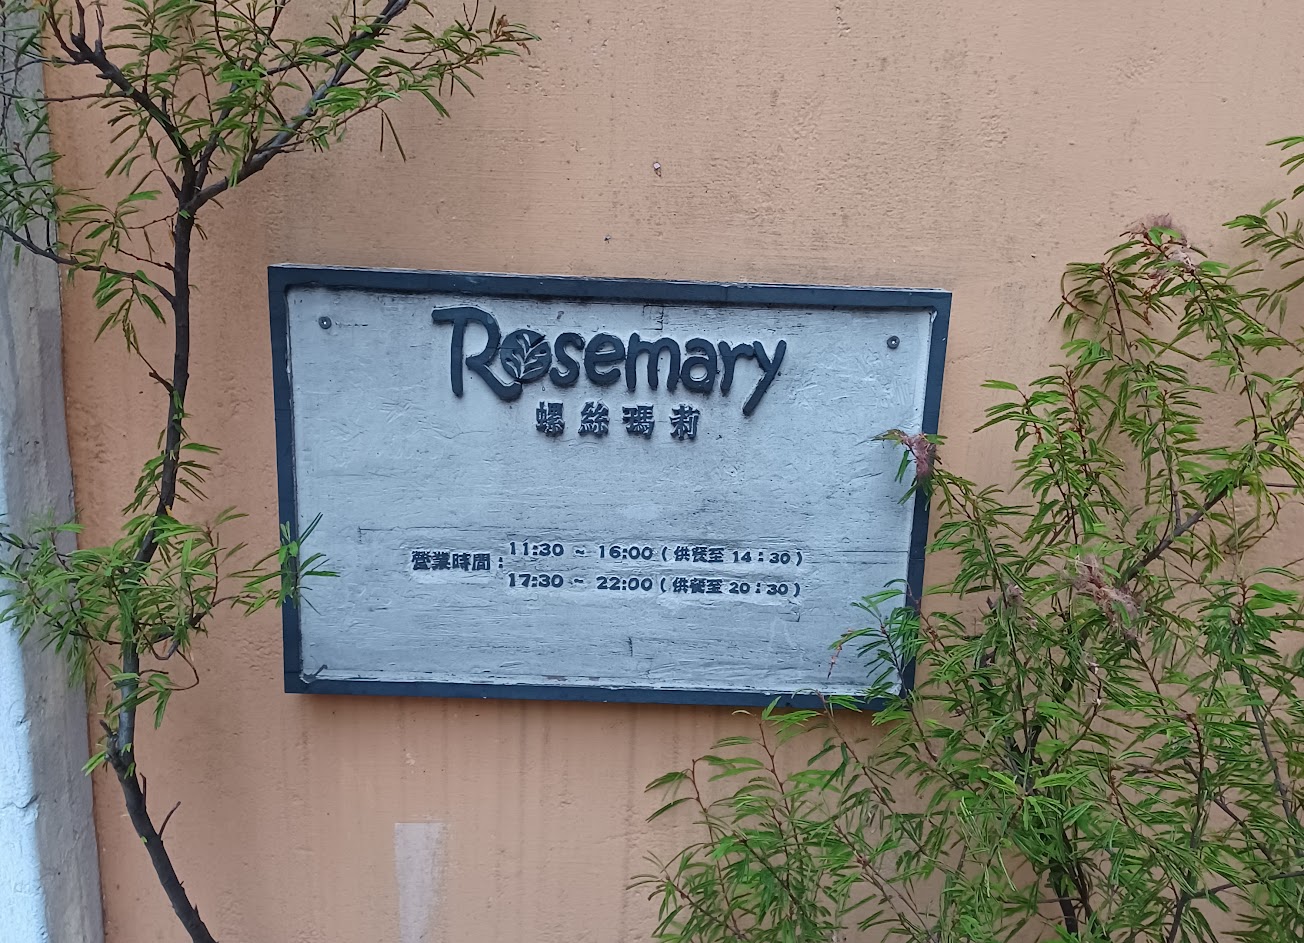 Rosemary
螺絲瑪莉
營業時間：11:30 ~ 16:00 ( 供餐至 14：30 )
17:30 ~ 22:00 ( 供餐至 20：30 )